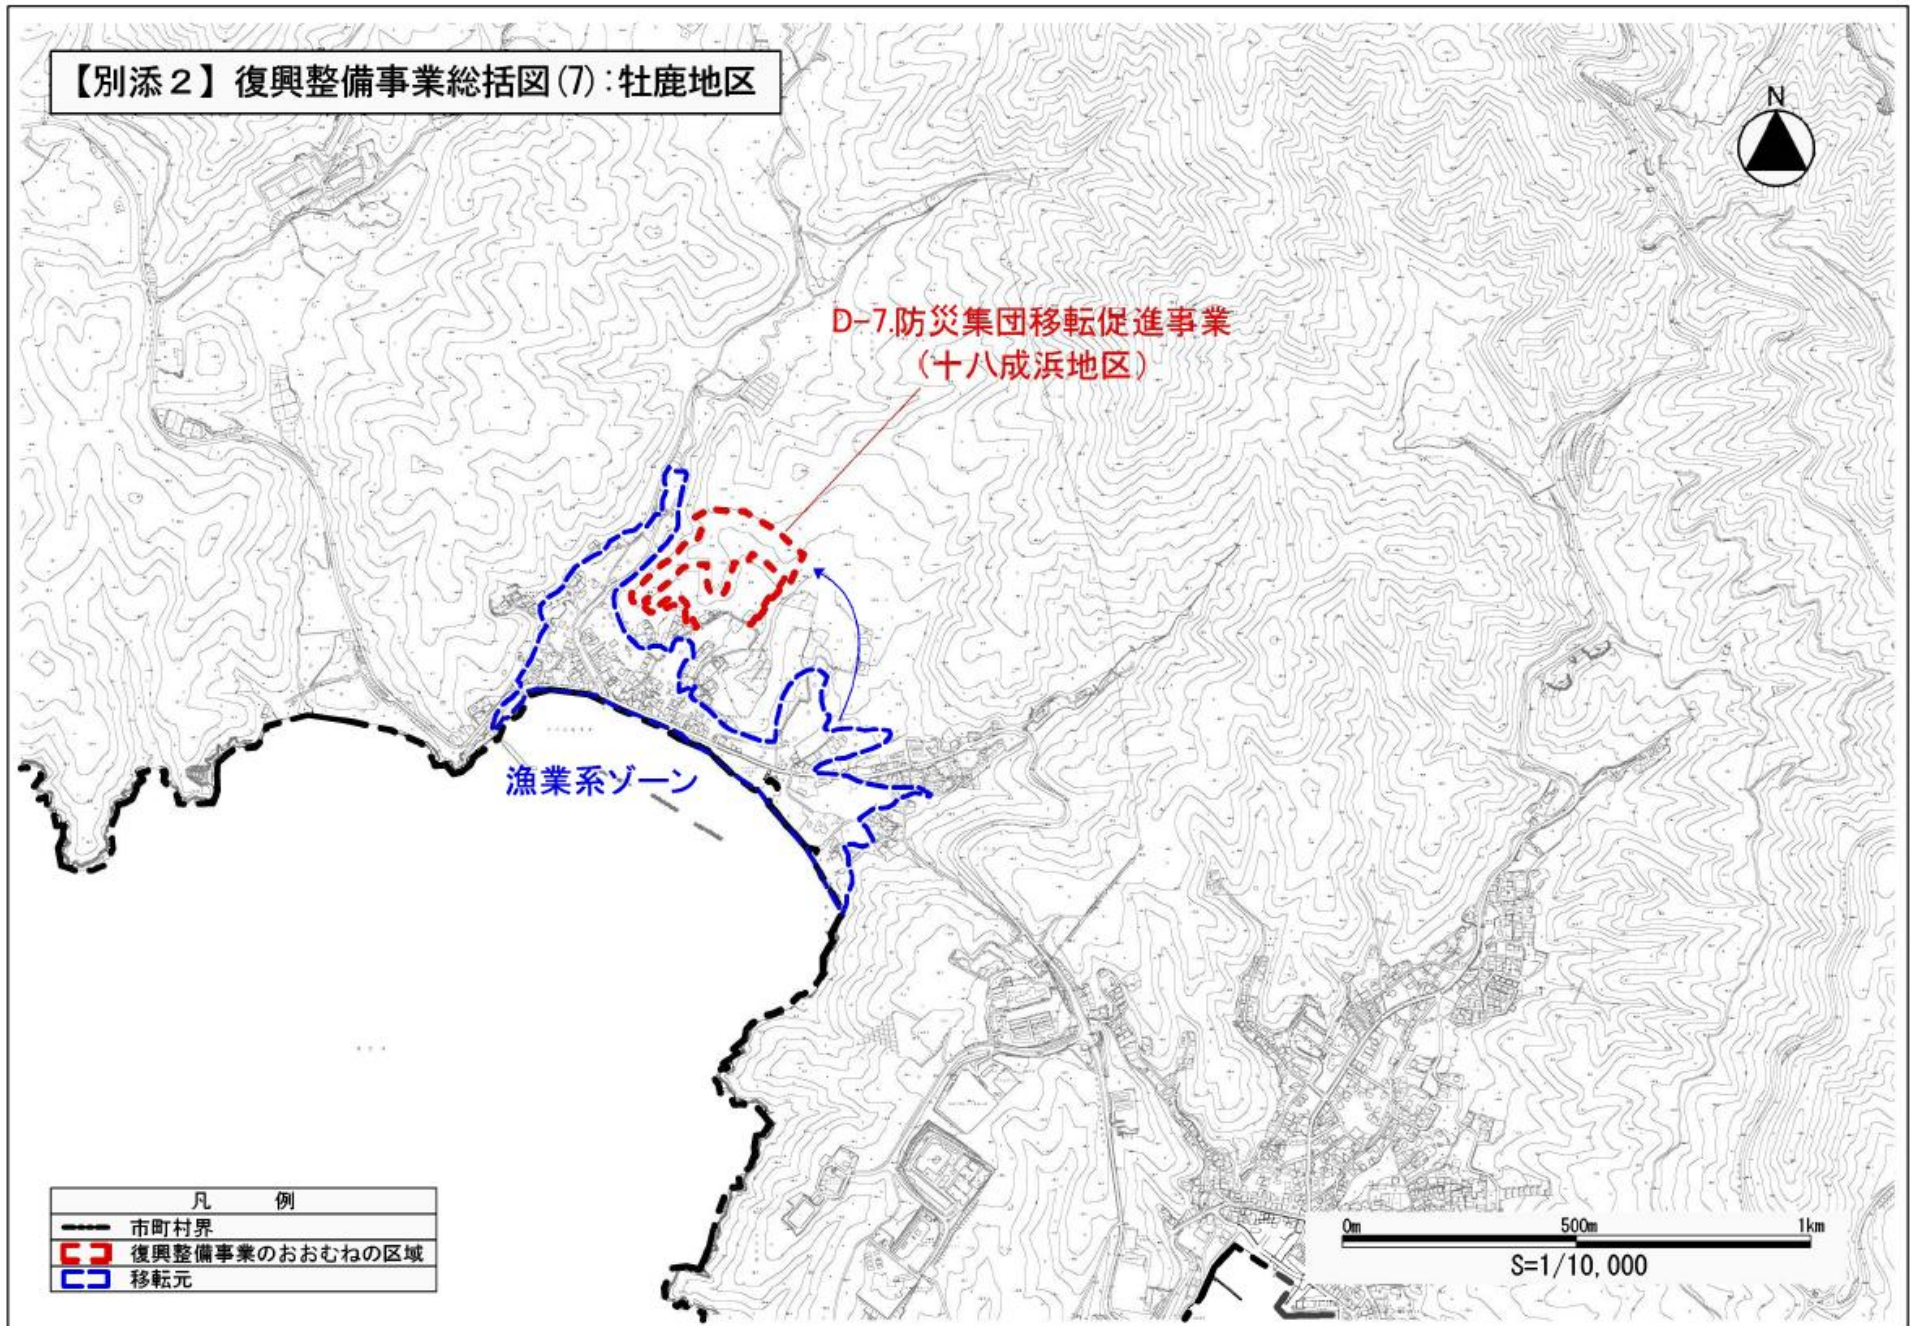 【別添２】復興整備事業総括図(7):牡鹿地区
N
D-7.防災集団移転促進事業
(十八成浜地区)
漁業系ゾーン
凡 例
市町村界
復興整備事業のおおむねの区域
移転元
0m 500m 1km
S=1/10,000